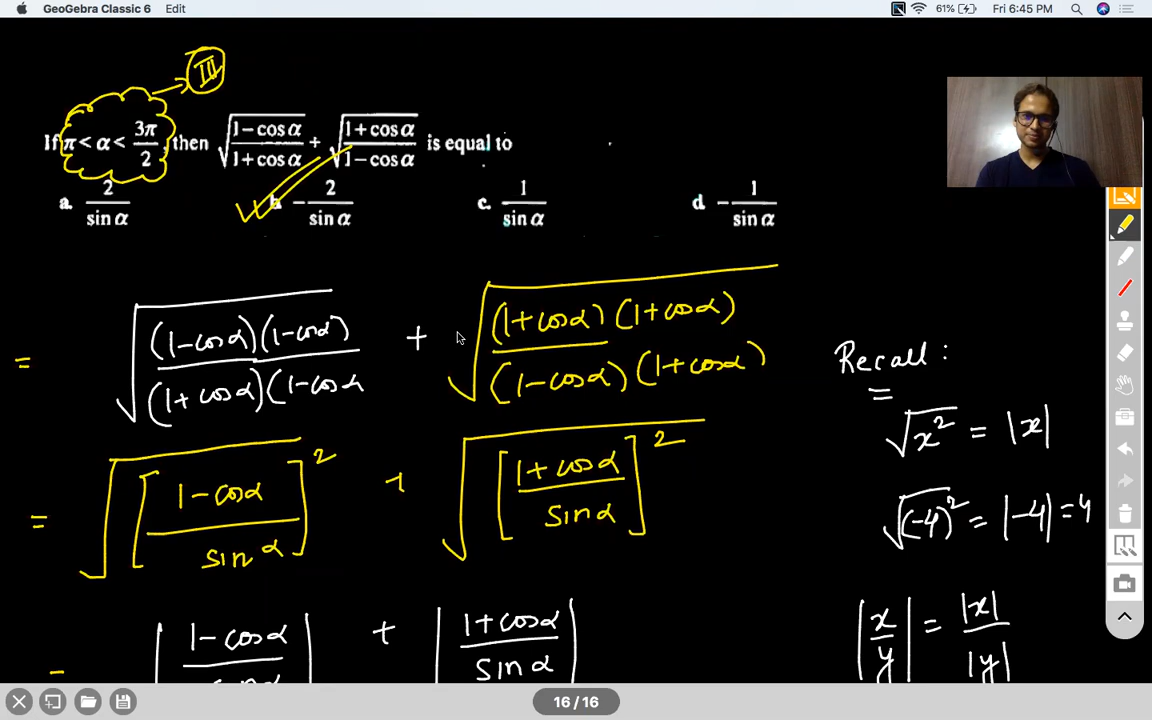 GeoGebra Classic 6 Edit 61% Fri 6:45 PM
III
If π < α < 3π/2, then √((1 − cos α)/(1 + cos α)) + √((1 + cos α)/(1 − cos α)) is equal to
a. 2/sin α b. − 2/sin α c. 1/sin α d. − 1/sin α
= √((1−cosα)(1−cosα)/(1+cosα)(1−cosα) + √((1+cosα)(1+cosα)/(1−cosα)(1+cosα))
Recall :
= √([1−cosα/sinα]²) + √([1+cosα/sinα]²)
√x² = |x|
√(−4)² = |−4| = 4
= |1−cosα/sinα| + |1+cosα/sinα|
|x/y| = |x|/|y|
16 / 16